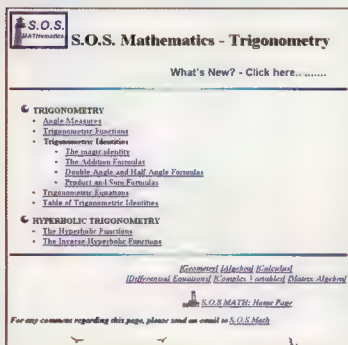 S.O.S.
MATHematics
S.O.S. Mathematics - Trigonometry
What's New? - Click here..........
TRIGONOMETRY
Angle Measures
Trigonometric Functions
Trigonometric Identities
The magic identity
The Addition Formulas
Double Angle and Half Angle Formulas
Product and Sum Formulas
Trigonometric Equations
Table of Trigonometric Identities
HYPERBOLIC TRIGONOMETRY
The Hyperbolic Functions
The Inverse Hyperbolic Functions
[Geometry] [Algebra] [Calculus]
[Differential Equations] [Complex Variables] [Matrix Algebra]
S.O.S MATH: Home Page
For any comment regarding this page, please send an email to S.O.S Math